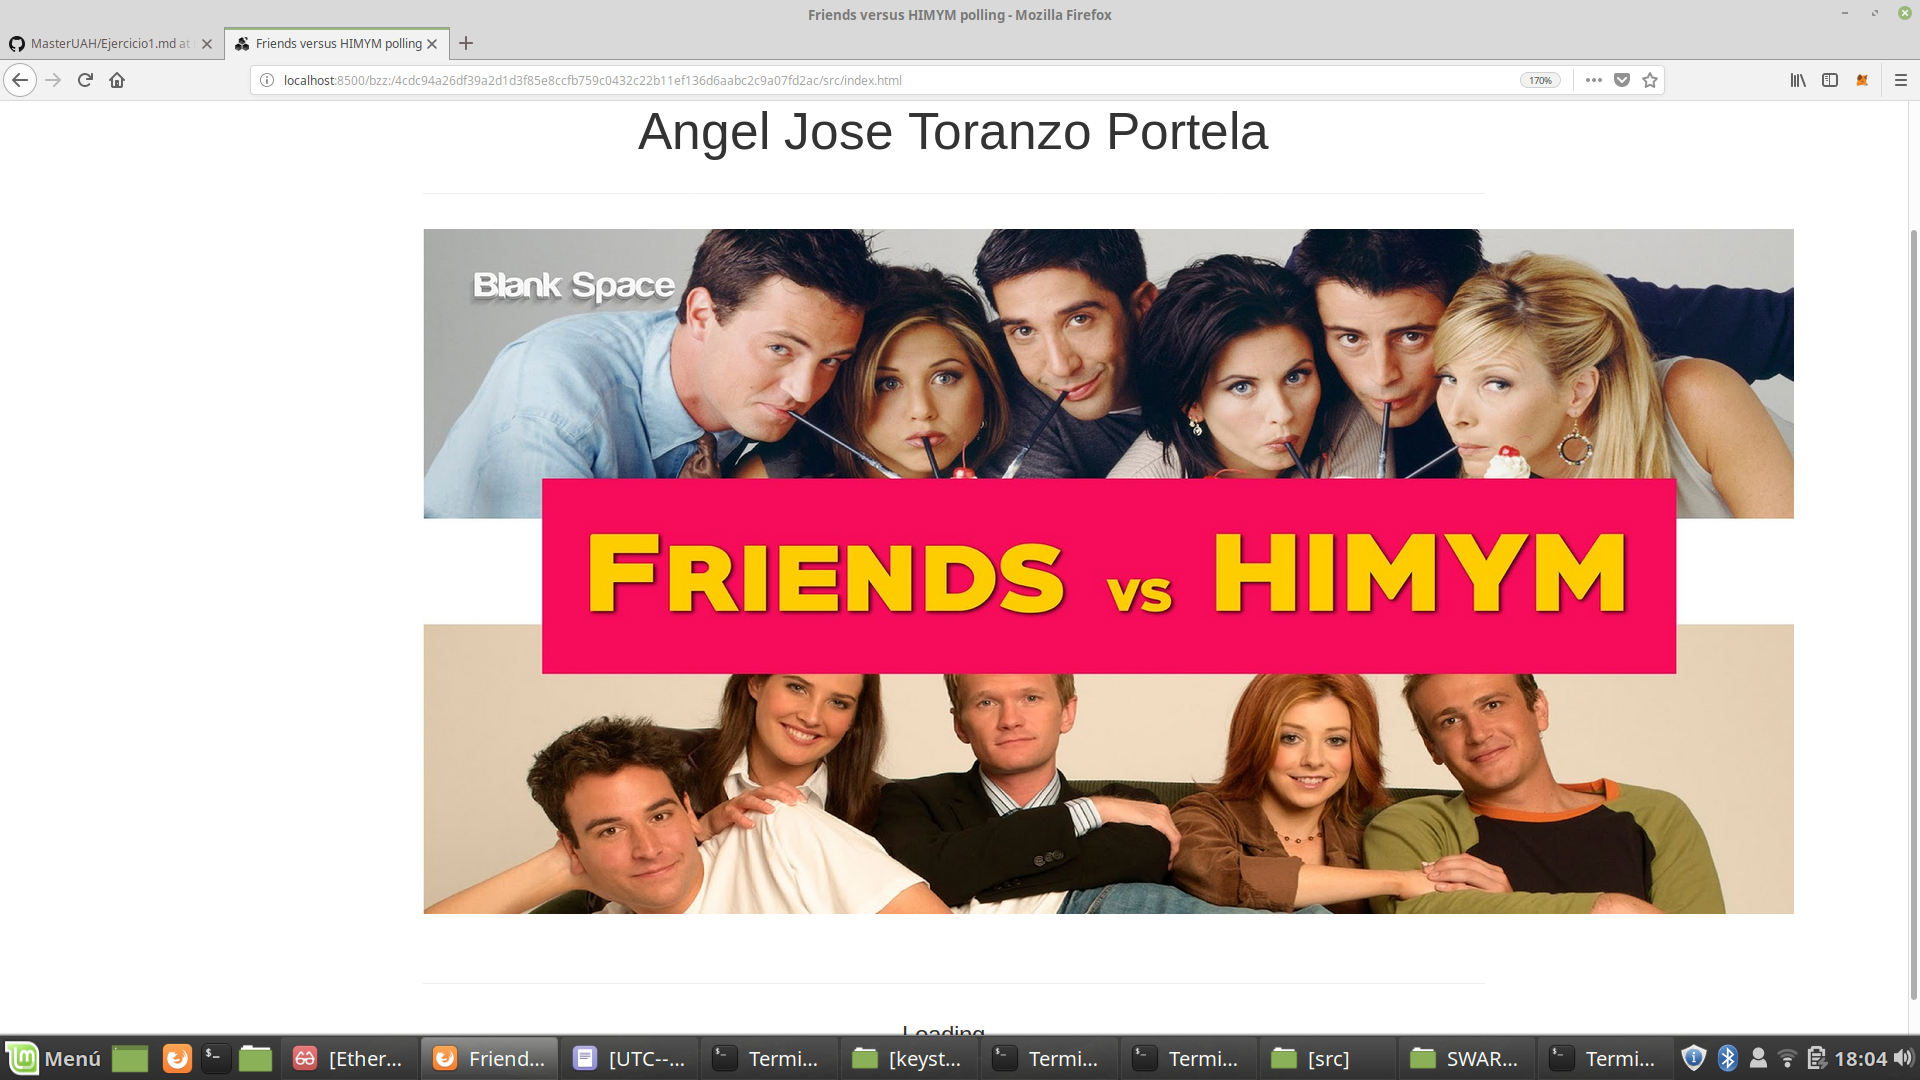 Friends versus HIMYM polling - Mozilla Firefox
MasterUAH/Ejercicio1.md at
Friends versus HIMYM polling
localhost:8500/bzz:/4cdc94a26df39a2d1d3f85e8ccfb759c0432c22b11ef136d6aabc2c9a07fd2ac/src/index.html
170%
Angel Jose Toranzo Portela
Blank Space
FRIENDS VS HIMYM
Loading
Menú
[Ether...
Friend...
[UTC--...
Termi...
[keyst...
Termi...
Termi...
[src]
SWAR...
Termi...
18:04